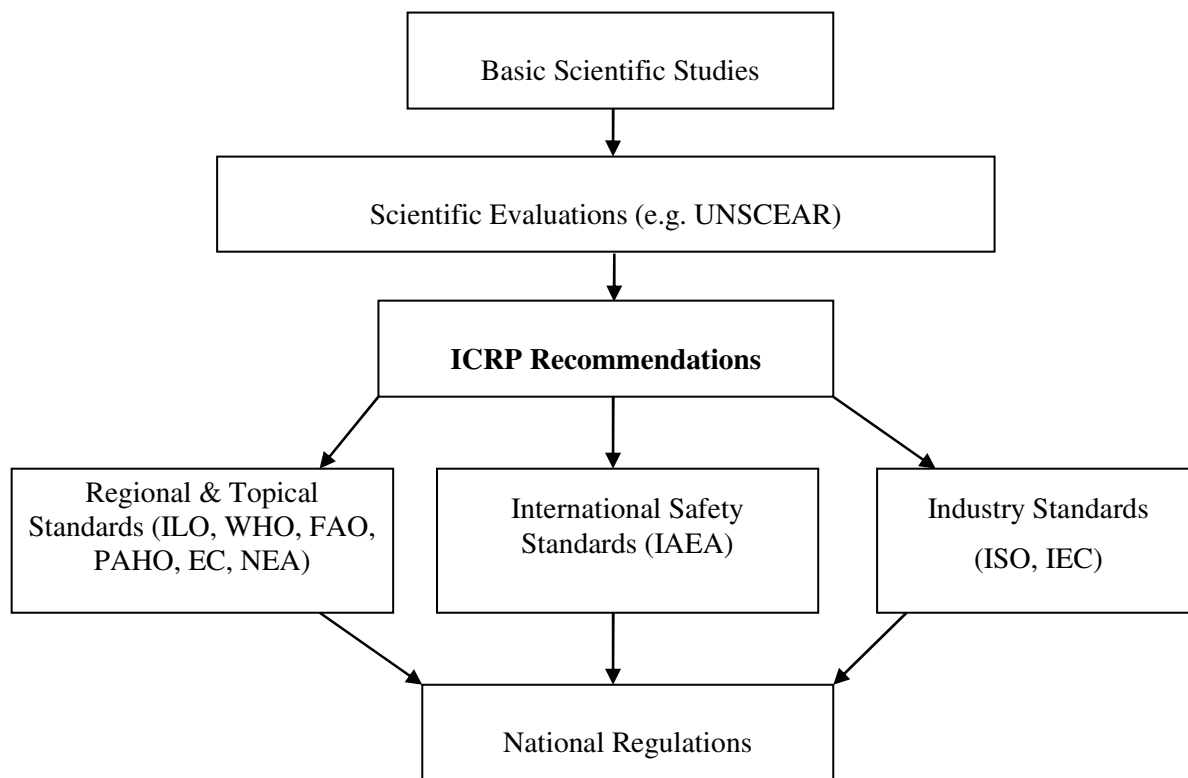 Basic Scientific Studies
Scientific Evaluations (e.g. UNSCEAR)
ICRP Recommendations
Regional & Topical
Standards (ILO, WHO, FAO,
PAHO, EC, NEA)
International Safety
Standards (IAEA)
Industry Standards
(ISO, IEC)
National Regulations